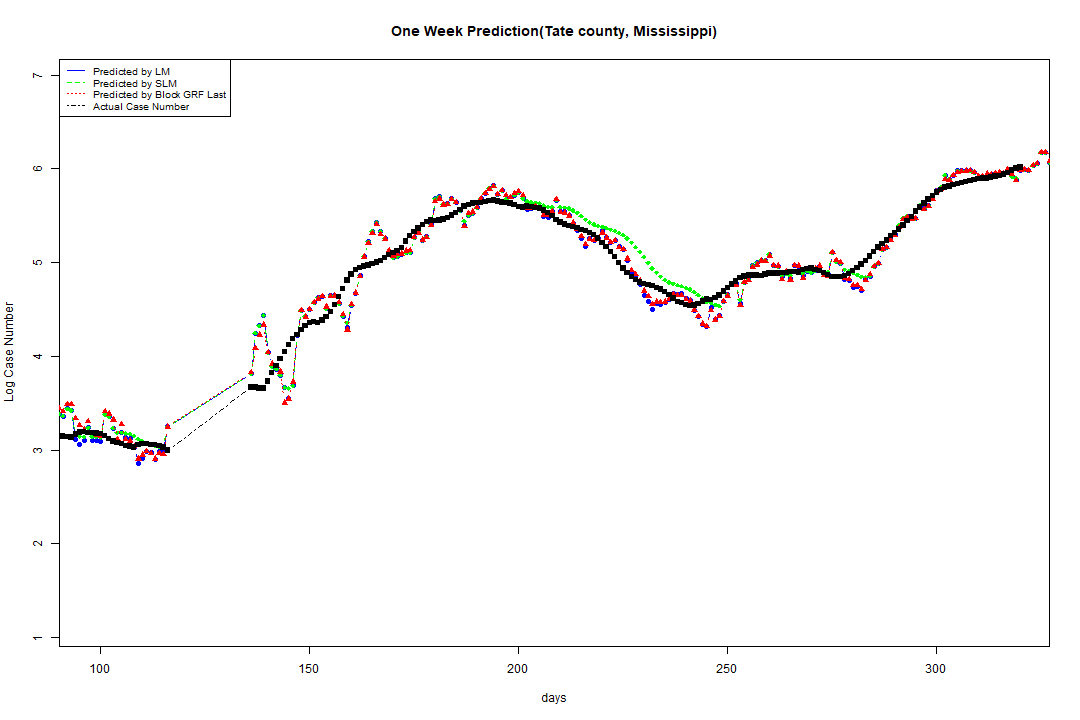 One Week Prediction(Tate county, Mississippi)
Predicted by LM
Predicted by SLM
Predicted by Block GRF Last
Actual Case Number
7
6
5
4
3
2
1
Log Case Number
100 150 200 250 300
days